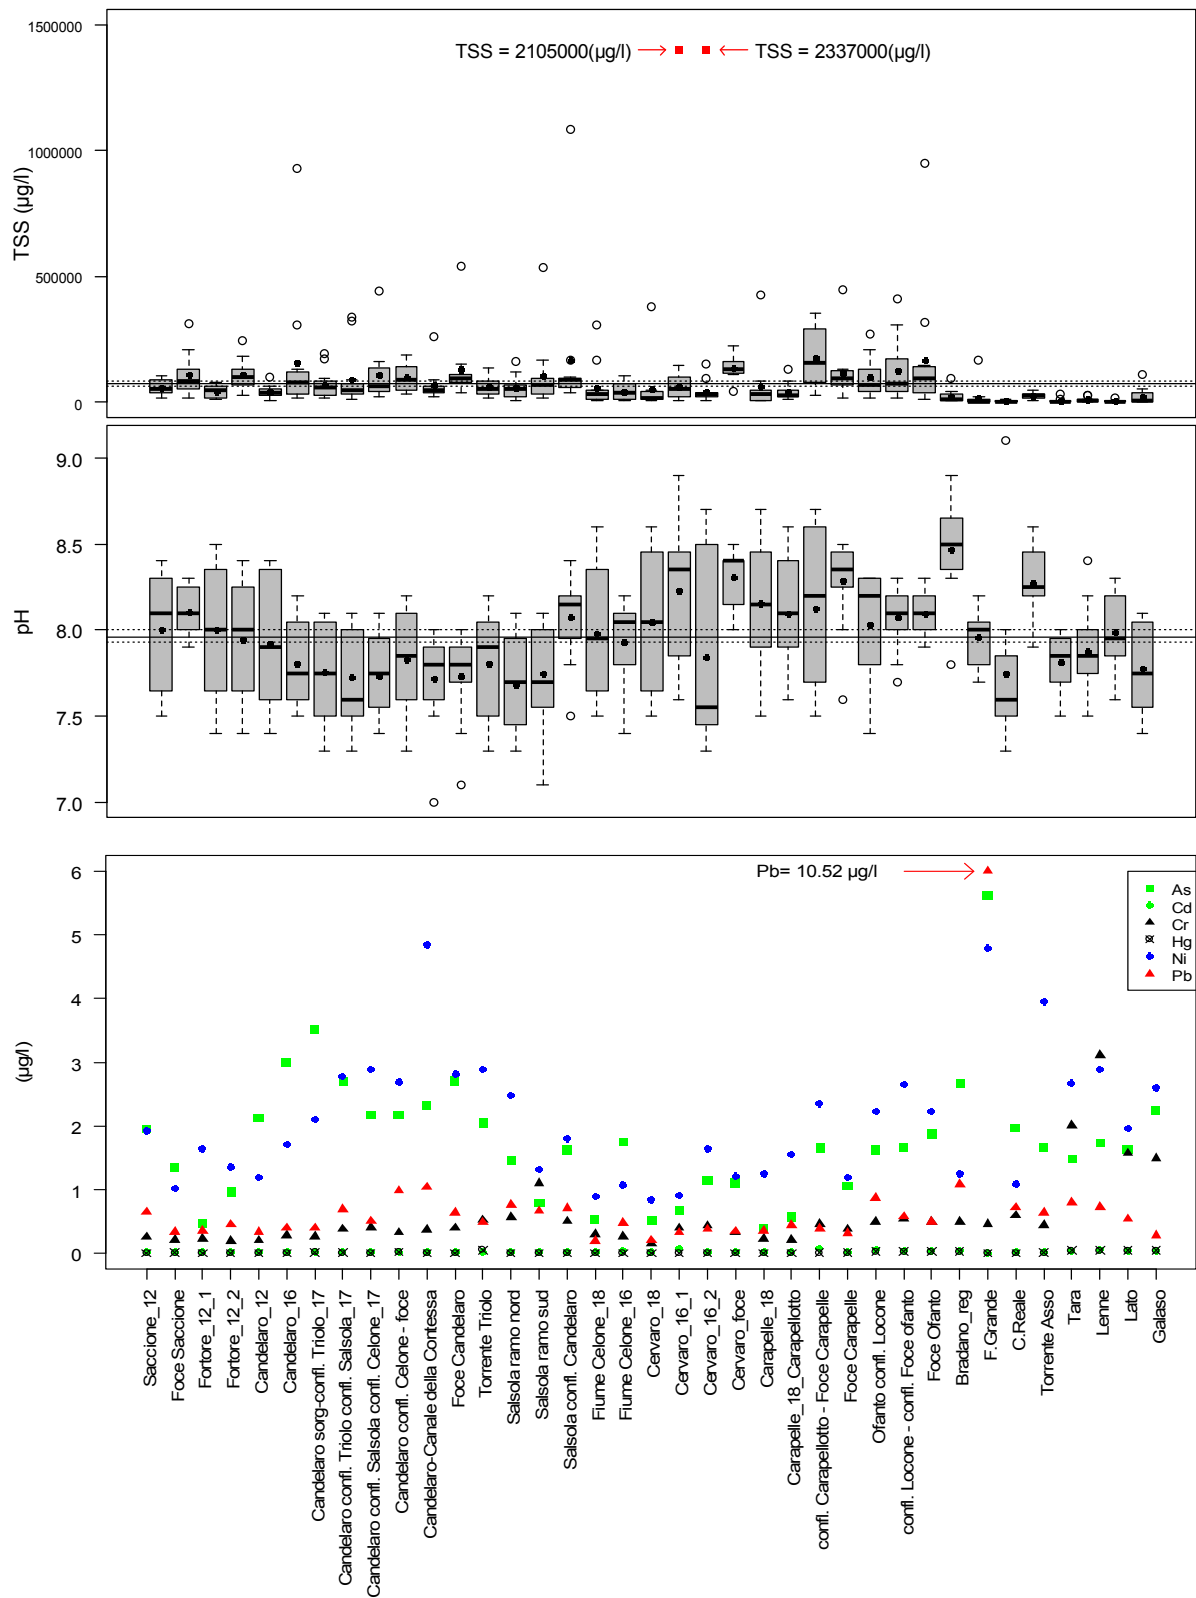 1500000
TSS = 2105000(µg/l)
TSS = 2337000(µg/l)
1000000
TSS (µg/l)
500000
0
9.0
8.5
pH
8.0
7.5
7.0
6
Pb= 10.52 µg/l
As
Cd
Cr
Hg
Ni
Pb
5
4
(µg/l)
3
2
1
0
Saccione_12
Foce Saccione
Fortore_12_1
Fortore_12_2
Candelaro_12
Candelaro_16
Candelaro sorg-confl. Triolo_17
Candelaro confl. Triolo confl. Salsola_17
Candelaro confl. Salsola confl. Celone_17
Candelaro confl. Celone - foce
Candelaro-Canale della Contessa
Foce Candelaro
Torrente Triolo
Salsola ramo nord
Salsola ramo sud
Salsola confl. Candelaro
Fiume Celone_18
Fiume Celone_16
Cervaro_18
Cervaro_16_1
Cervaro_16_2
Cervaro_foce
Carapelle_18
Carapelle_18_Carapellotto
confl. Carapellotto - Foce Carapelle
Foce Carapelle
Ofanto confl. Locone
confl. Locone - confl. Foce ofanto
Foce Ofanto
Bradano_reg
F.Grande
C.Reale
Torrente Asso
Tara
Lenne
Lato
Galaso